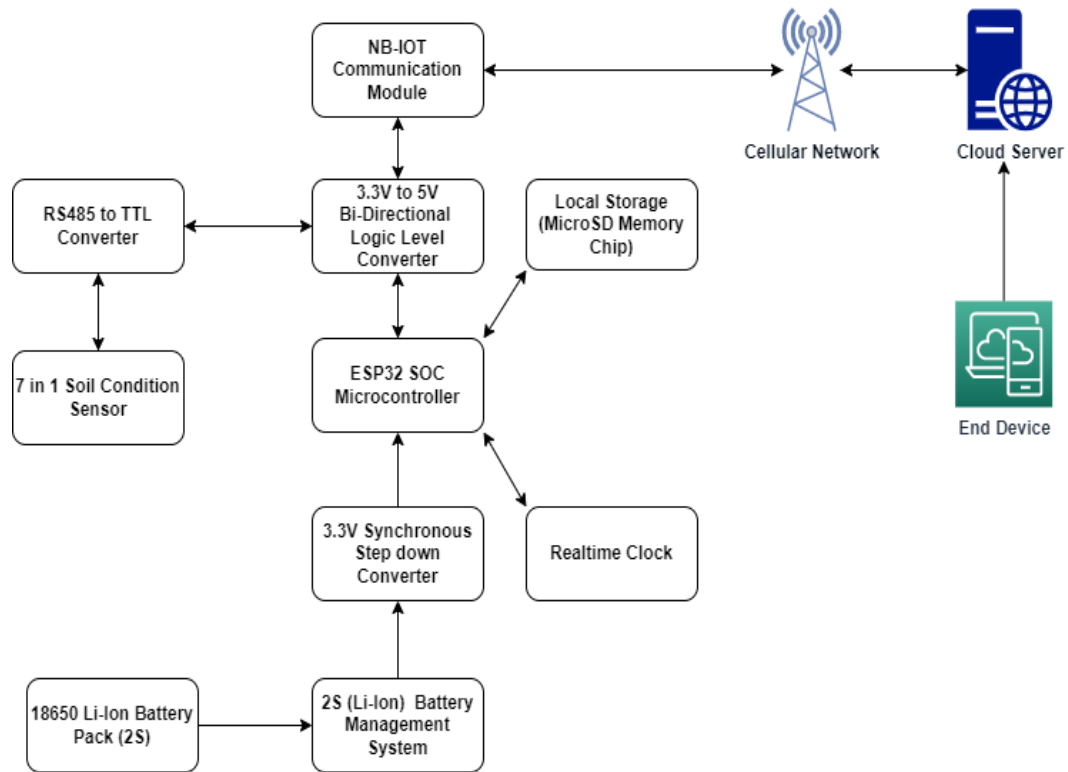 NB-IOT
Communication
Module
Cellular Network
Cloud Server
RS485 to TTL
Converter
3.3V to 5V
Bi-Directional
Logic Level
Converter
Local Storage
(MicroSD Memory
Chip)
7 in 1 Soil Condition
Sensor
ESP32 SOC
Microcontroller
End Device
3.3V Synchronous
Step down
Converter
Realtime Clock
18650 Li-Ion Battery
Pack (2S)
2S (Li-Ion) Battery
Management
System